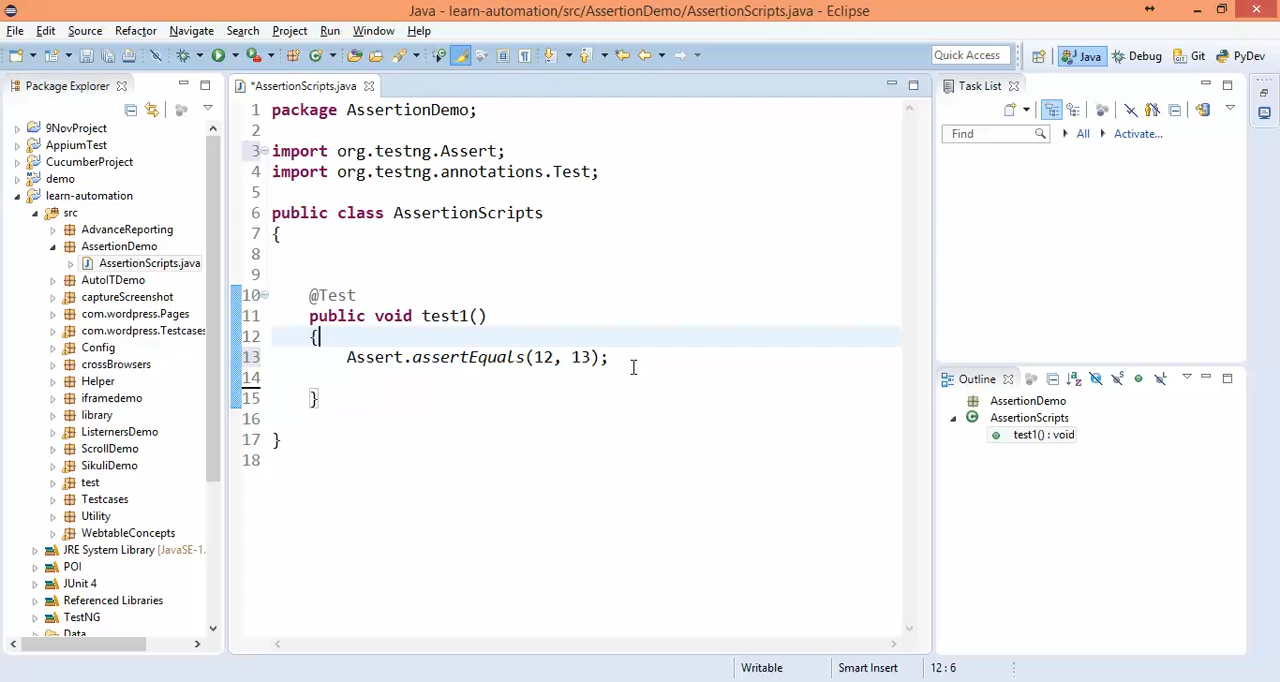 Java - learn-automation/src/AssertionDemo/AssertionScripts.java - Eclipse
File Edit Source Refactor Navigate Search Project Run Window Help
Quick Access
Java
Debug
Git
PyDev
Package Explorer
9NovProject
AppiumTest
CucumberProject
demo
learn-automation
src
AdvanceReporting
AssertionDemo
AssertionScripts.java
AutoITDemo
captureScreenshot
com.wordpress.Pages
com.wordpress.Testcases
Config
crossBrowsers
Helper
iframedemo
library
ListernersDemo
ScrollDemo
SikuliDemo
test
Testcases
Utility
WebtableConcepts
JRE System Library [JavaSE-1.
POI
JUnit 4
Referenced Libraries
TestNG
Data
*AssertionScripts.java
1 package AssertionDemo;
2
3 import org.testng.Assert;
4 import org.testng.annotations.Test;
5
6 public class AssertionScripts
7 {
8
9
10 @Test
11 public void test1()
12 {
13 Assert.assertEquals(12, 13);
14
15 }
16
17 }
18
Task List
Find
All
Activate...
Outline
AssertionDemo
AssertionScripts
test1() : void
Writable
Smart Insert
12 : 6